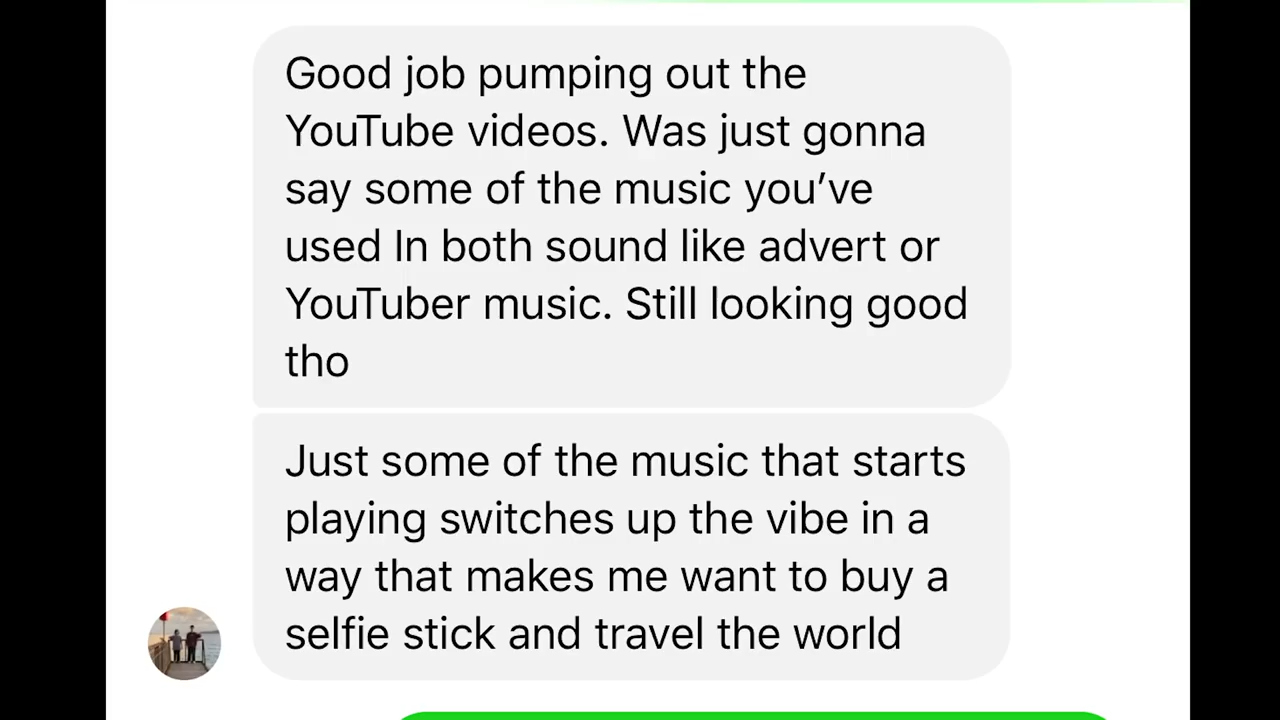 Good job pumping out the
YouTube videos. Was just gonna
say some of the music you’ve
used In both sound like advert or
YouTuber music. Still looking good
tho
Just some of the music that starts
playing switches up the vibe in a
way that makes me want to buy a
selfie stick and travel the world